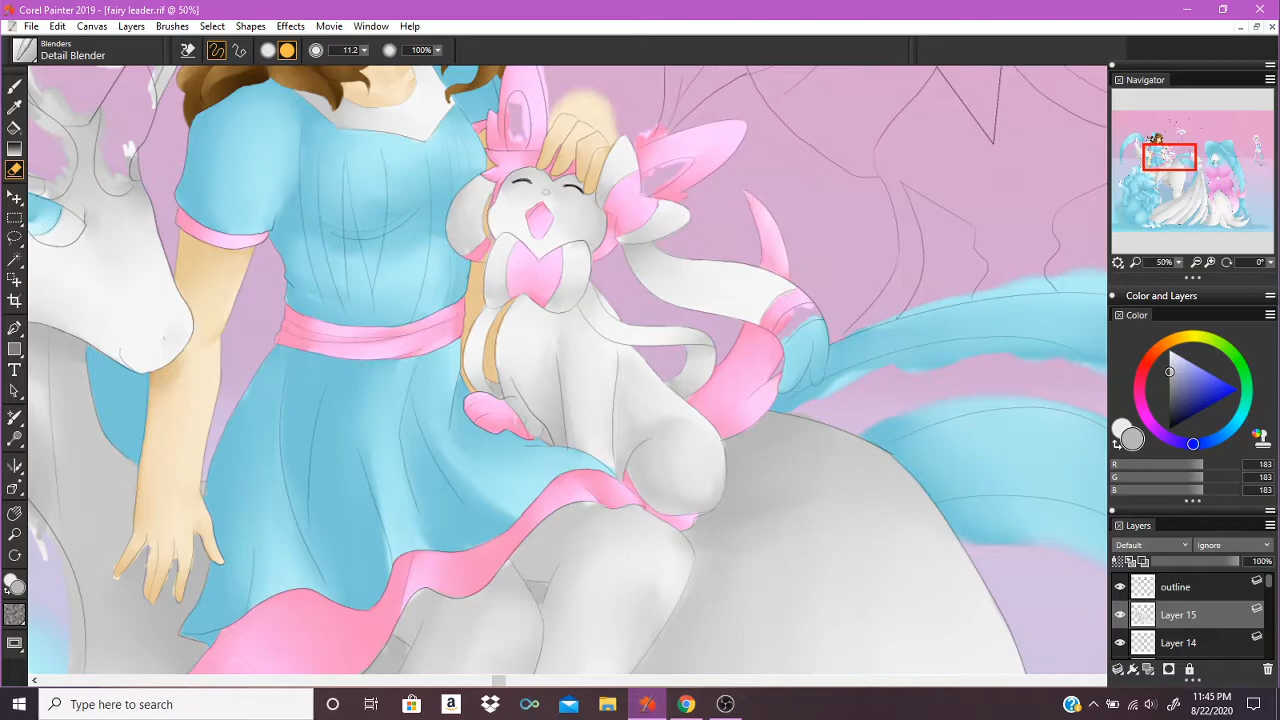 Corel Painter 2019 - [fairy leader.rif @ 50%]
File Edit Canvas Layers Brushes Select Shapes Effects Movie Window Help
Blenders
Detail Blender
11.2
100%
Navigator
50%
0°
Color and Layers
Color
R 183
G 183
B 183
Layers
Default
Ignore
100%
outline
Layer 15
Layer 14
T
Type here to search
a
11:45 PM
8/22/2020